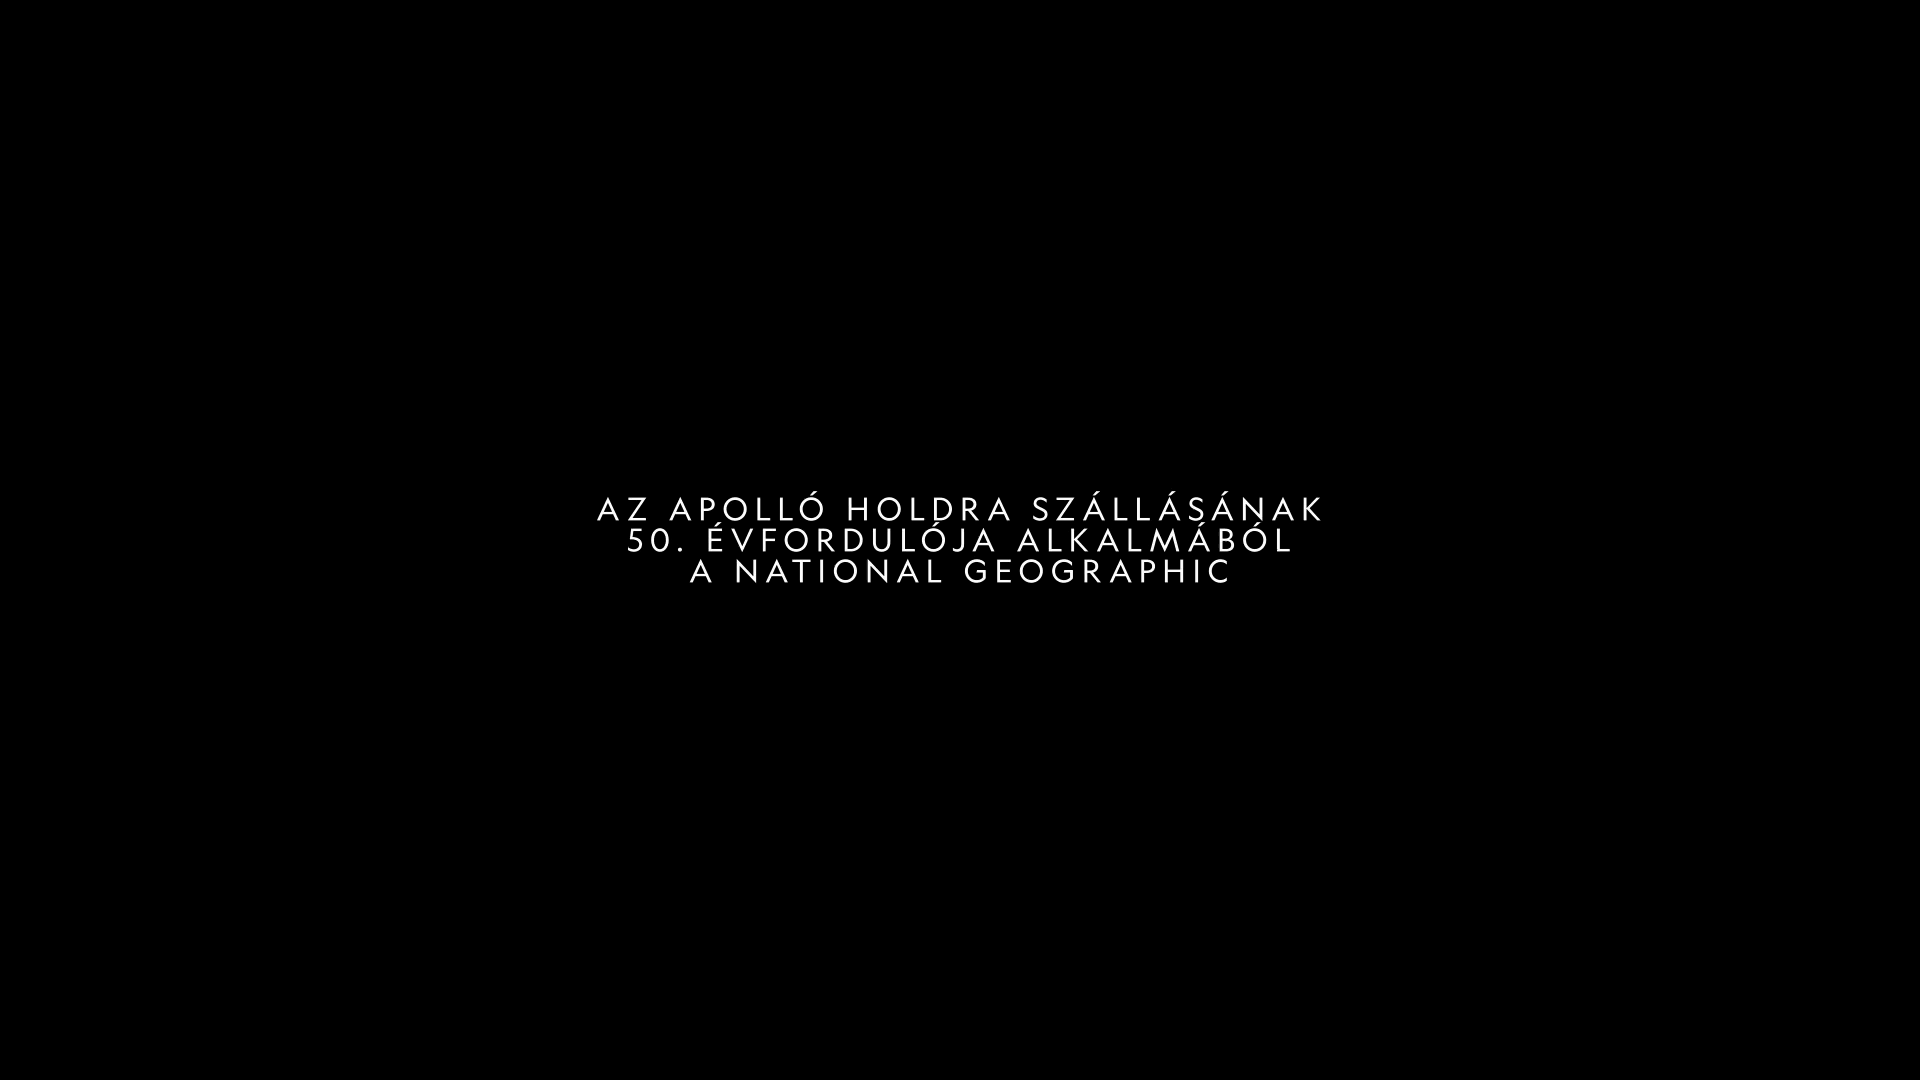 AZ APOLLÓ HOLDRA SZÁLLÁSÁNAK
50. ÉVFORDULÓJA ALKALMÁBÓL
A NATIONAL GEOGRAPHIC